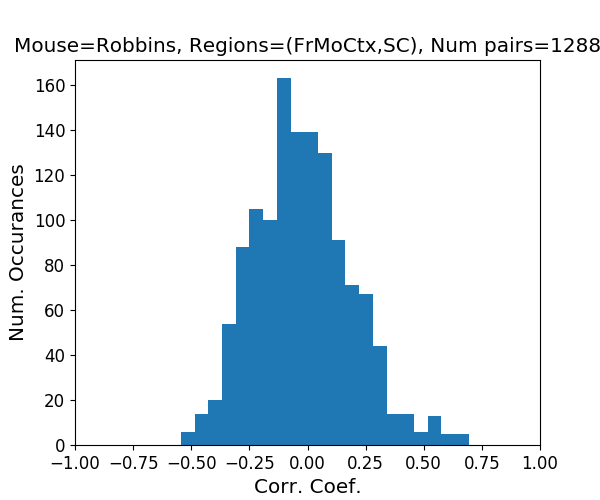 Mouse=Robbins, Regions=(FrMoCtx,SC), Num pairs=1288
160
140
120
100
80
60
40
20
0
Num. Occurances
−1.00 −0.75 −0.50 −0.25 0.00 0.25 0.50 0.75 1.00
Corr. Coef.